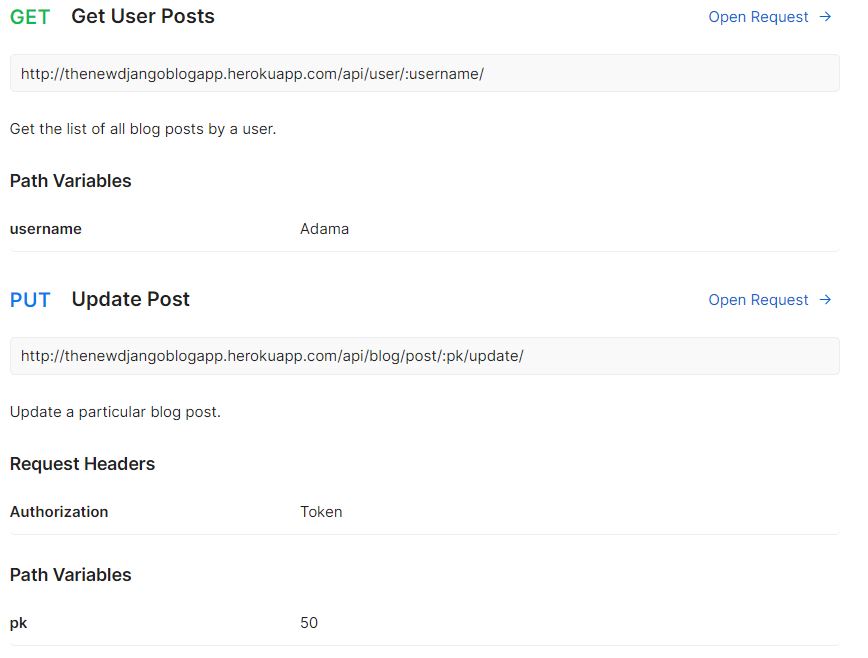 GET Get User Posts Open Request →
http://thenewdjangoblogapp.herokuapp.com/api/user/:username/
Get the list of all blog posts by a user.
Path Variables
username Adama
PUT Update Post Open Request →
http://thenewdjangoblogapp.herokuapp.com/api/blog/post/:pk/update/
Update a particular blog post.
Request Headers
Authorization Token
Path Variables
pk 50